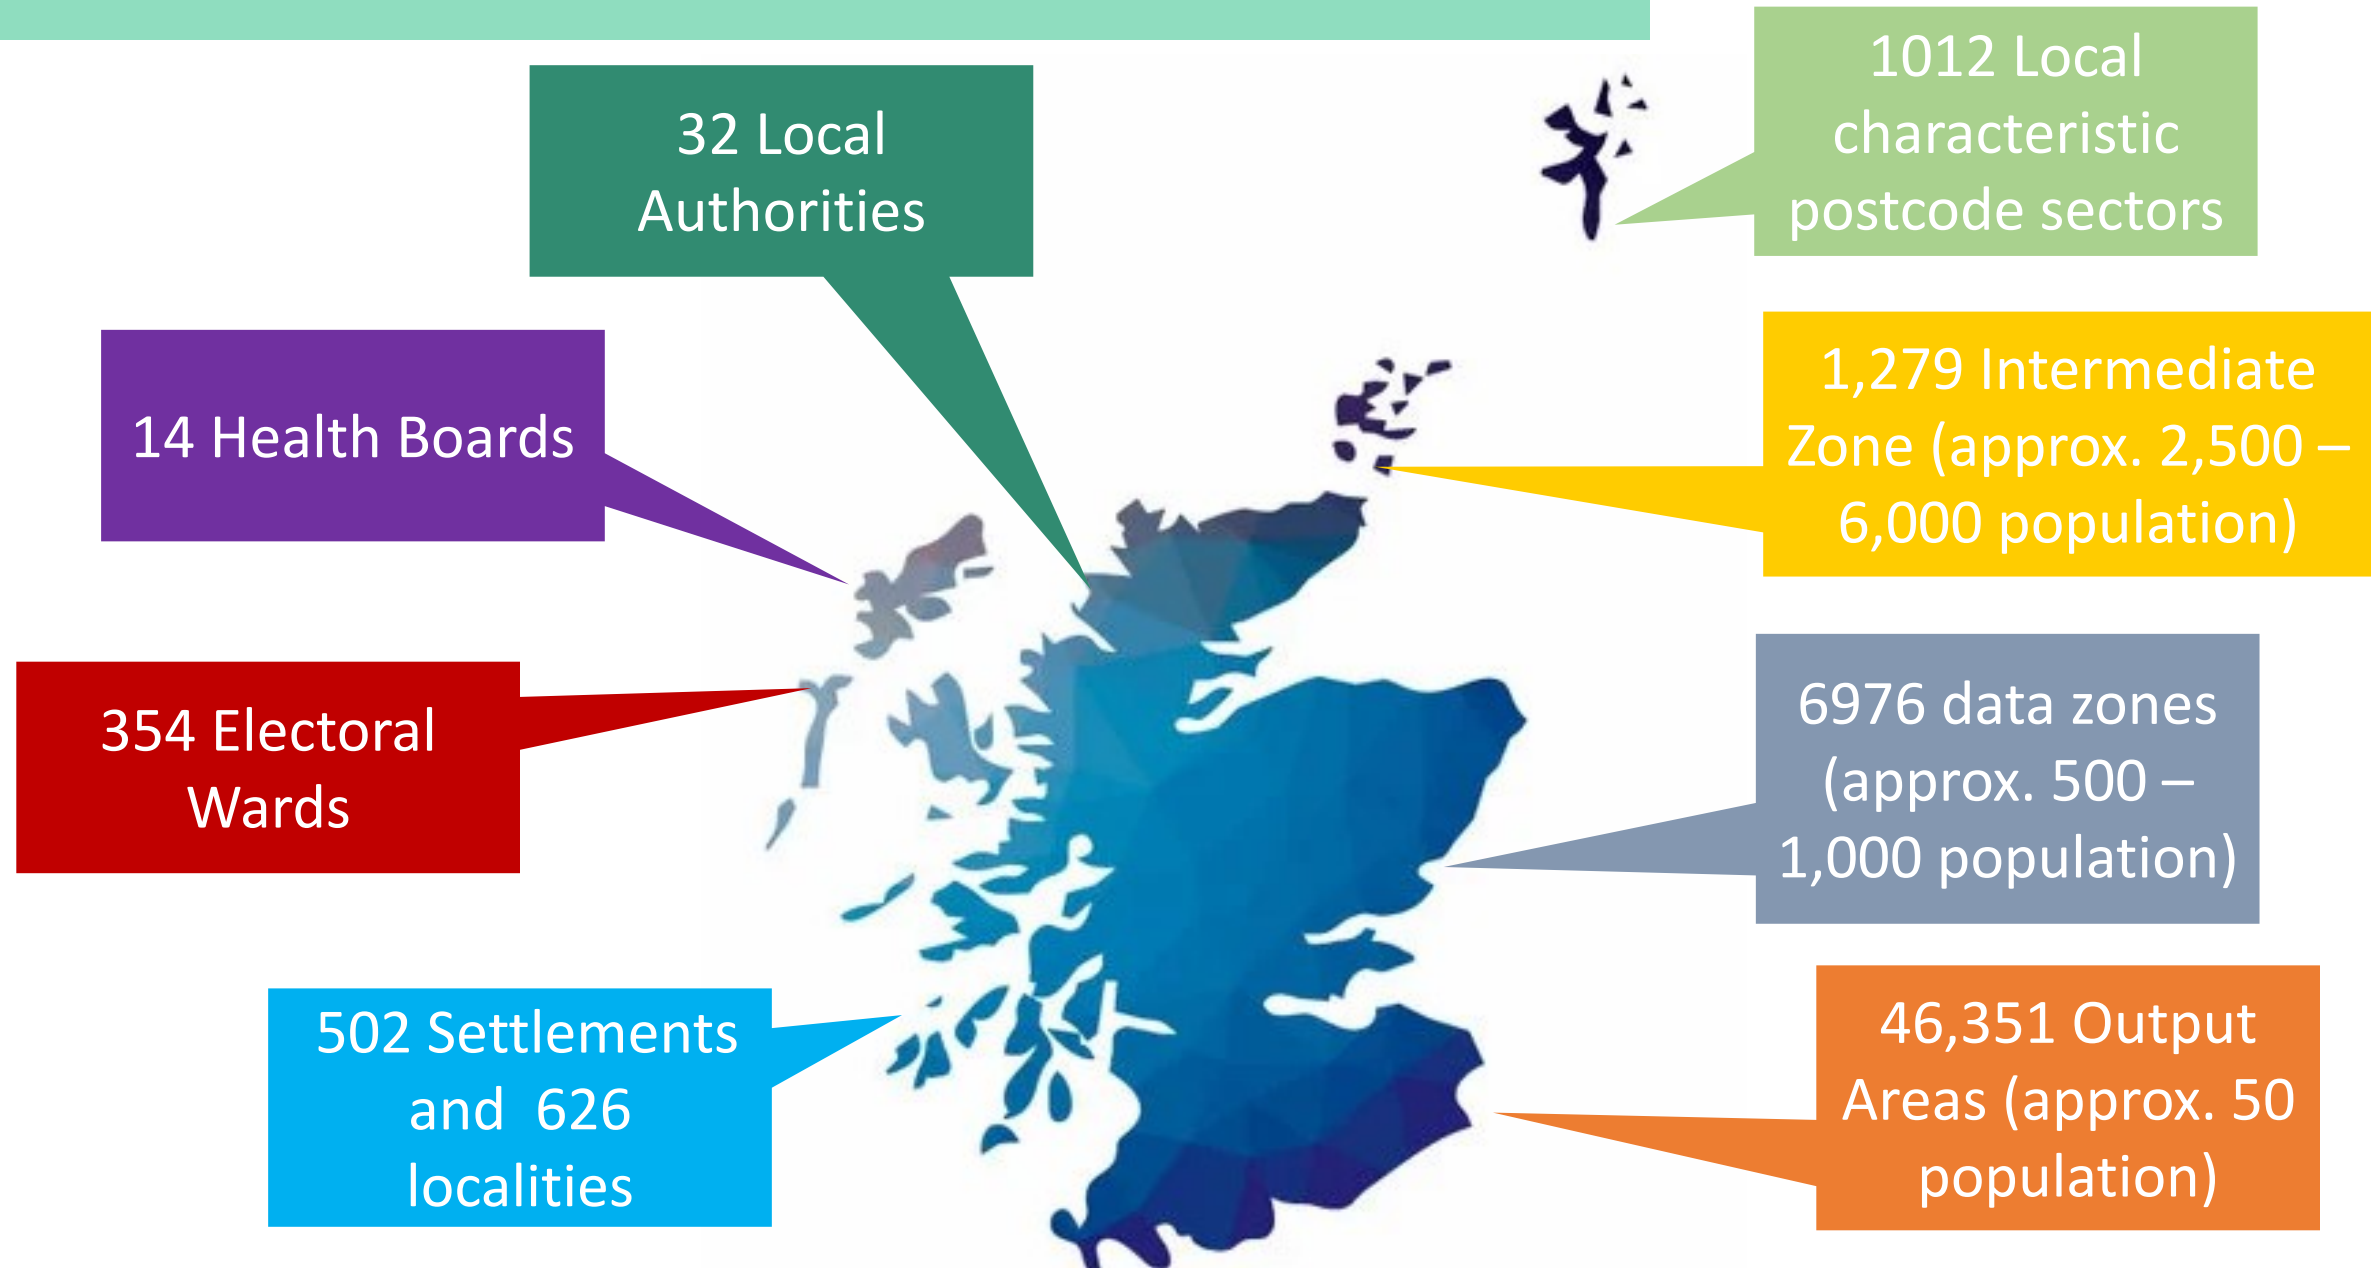 32 Local
Authorities
14 Health Boards
354 Electoral
Wards
502 Settlements
and  626
localities
1012 Local
characteristic
postcode sectors
1,279 Intermediate
Zone (approx. 2,500 –
6,000 population)
6976 data zones
(approx. 500 –
1,000 population)
46,351 Output
Areas (approx. 50
population)